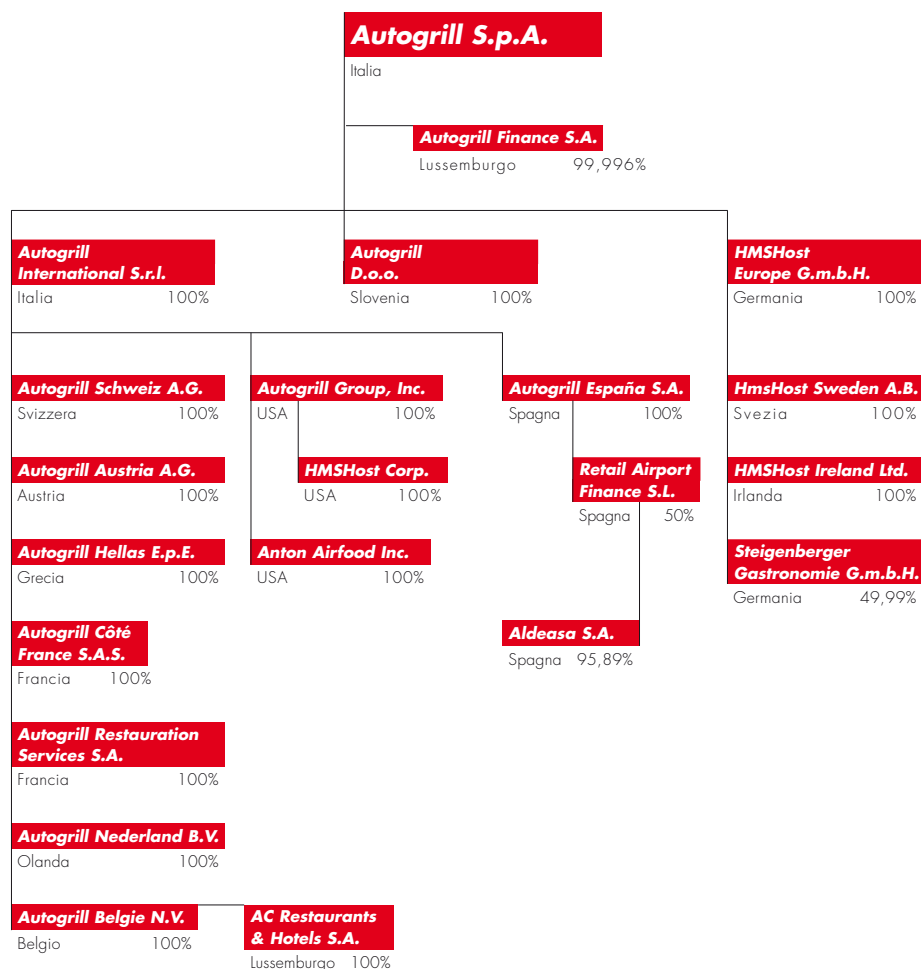 Autogrill S.p.A.
Italia
Autogrill Finance S.A.
Lussemburgo 99,996%
Autogrill
International S.r.l.
Italia 100%
Autogrill
D.o.o.
Slovenia 100%
HMSHost
Europe G.m.b.H.
Germania 100%
Autogrill Schweiz A.G.
Svizzera 100%
Autogrill Group, Inc.
USA 100%
Autogrill España S.A.
Spagna 100%
HmsHost Sweden A.B.
Svezia 100%
Autogrill Austria A.G.
Austria 100%
HMSHost Corp.
USA 100%
Retail Airport
Finance S.L.
Spagna 50%
HMSHost Ireland Ltd.
Irlanda 100%
Autogrill Hellas E.p.E.
Grecia 100%
Anton Airfood Inc.
USA 100%
Steigenberger
Gastronomie G.m.b.H.
Germania 49,99%
Autogrill Côté
France S.A.S.
Francia 100%
Aldeasa S.A.
Spagna 95,89%
Autogrill Restauration
Services S.A.
Francia 100%
Autogrill Nederland B.V.
Olanda 100%
Autogrill Belgie N.V.
Belgio 100%
AC Restaurants
& Hotels S.A.
Lussemburgo 100%